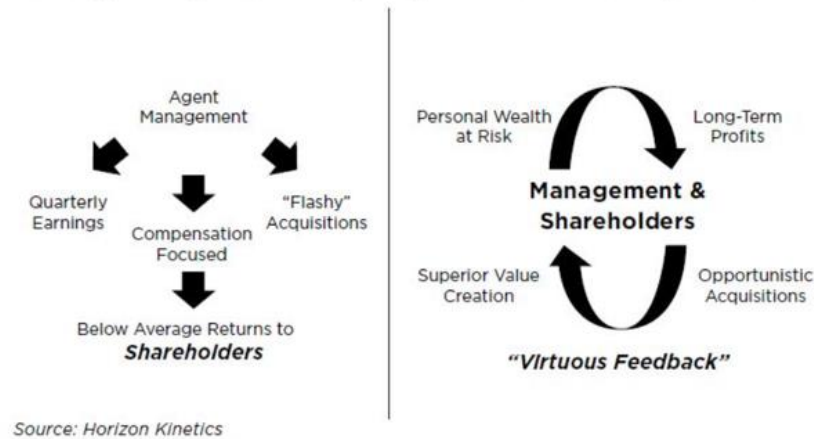 Agent
Management
Quarterly
Earnings
Compensation
Focused
"Flashy"
Acquisitions
Below Average Returns to
Shareholders
Personal Wealth
at Risk
Long-Term
Profits
Management &
Shareholders
Superior Value
Creation
Opportunistic
Acquisitions
"Virtuous Feedback"
Source: Horizon Kinetics